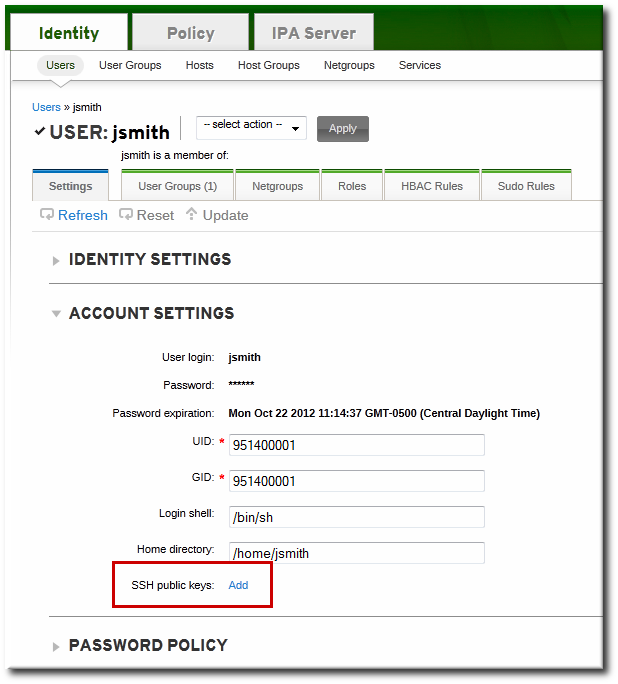 Identity Policy IPA Server
Users User Groups Hosts Host Groups Netgroups Services
Users » jsmith
USER: jsmith -- select action -- Apply
jsmith is a member of:
Settings User Groups (1) Netgroups Roles HBAC Rules Sudo Rules
Refresh Reset Update
IDENTITY SETTINGS
ACCOUNT SETTINGS
User login: jsmith
Password: ******
Password expiration: Mon Oct 22 2012 11:14:37 GMT-0500 (Central Daylight Time)
UID: * 951400001
GID: * 951400001
Login shell: /bin/sh
Home directory: /home/jsmith
SSH public keys: Add
PASSWORD POLICY